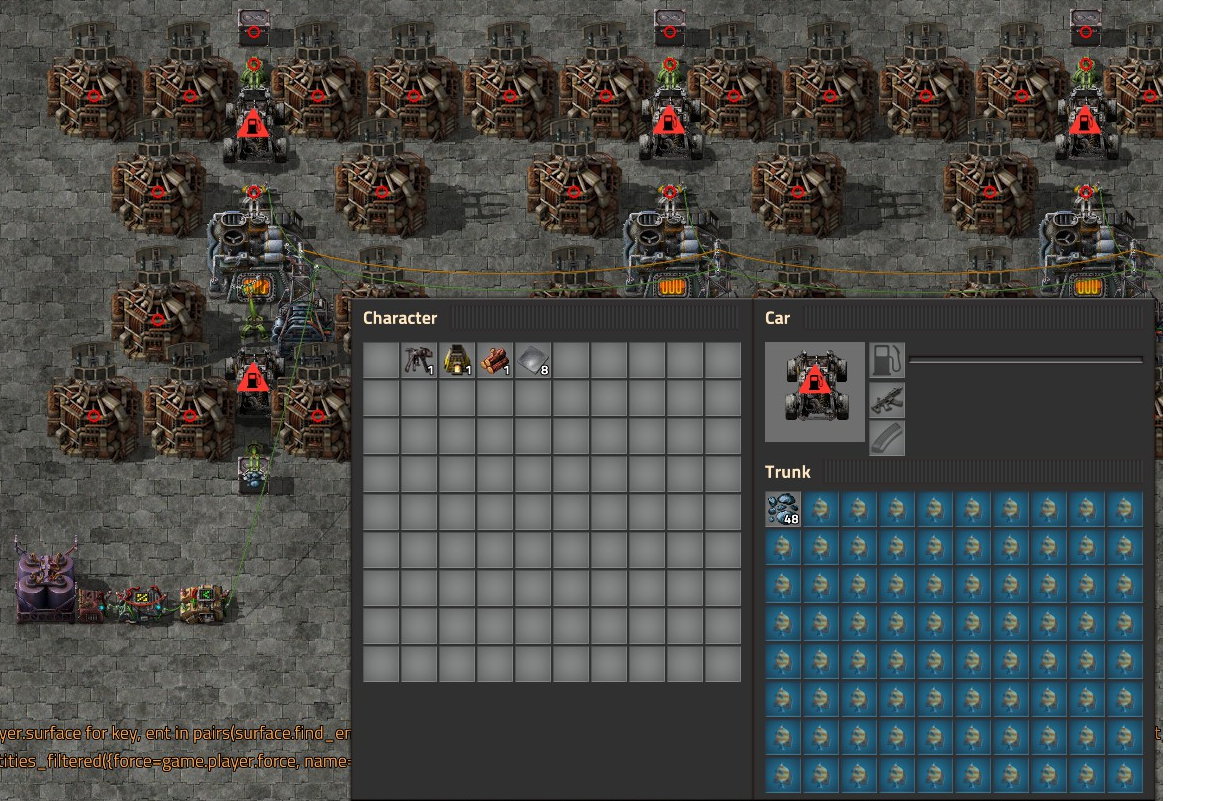 Character
Car
1
1
1
8
Trunk
48
yer.surface for key, ent in pairs(surface.find_en
tities_filtered({force=game.player.force, name=